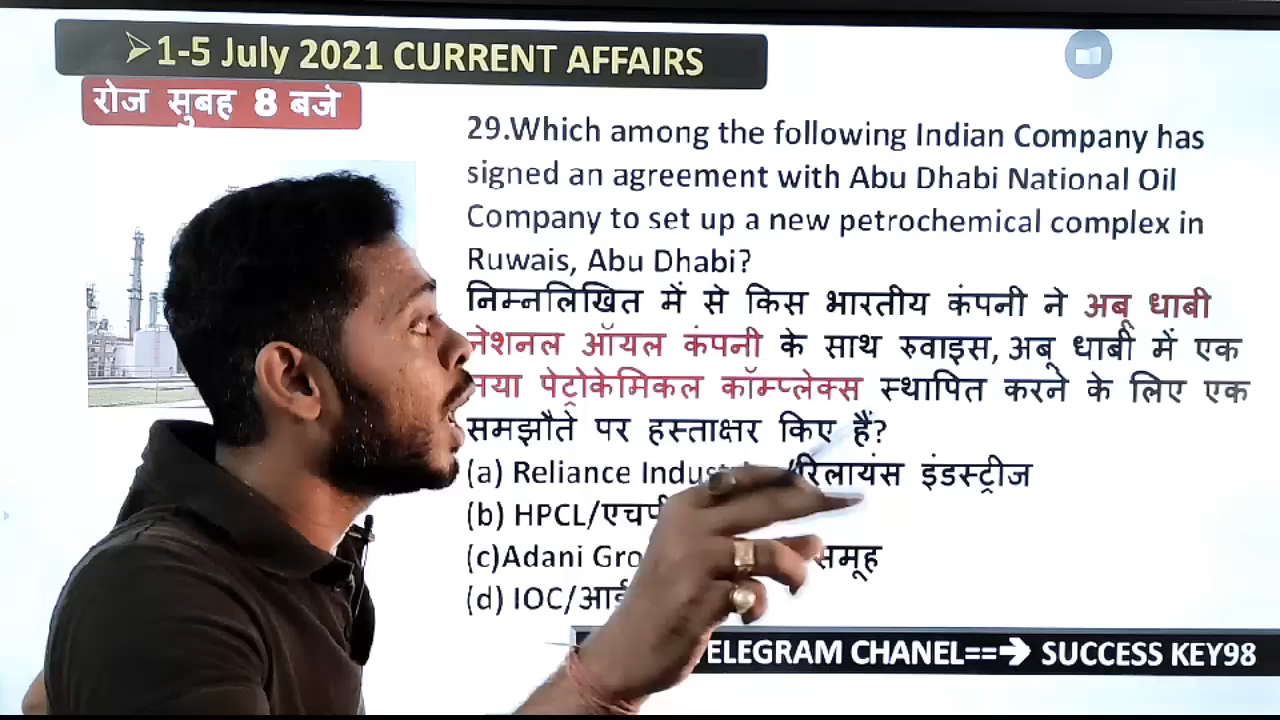 ➢1-5 July 2021 CURRENT AFFAIRS
रोज सुबह 8 बजे
29.Which among the following Indian Company has
signed an agreement with Abu Dhabi National Oil
Company to set up a new petrochemical complex in
Ruwais, Abu Dhabi?
निम्नलिखित में से किस भारतीय कंपनी ने अबू धाबी
नेशनल ऑयल कंपनी के साथ रुवाइस, अबू धाबी में एक
नया पेट्रोकेमिकल कॉम्प्लेक्स स्थापित करने के लिए एक
समझौते पर हस्ताक्षर किए हैं?
(a) Reliance /रिलायंस इंडस्ट्रीज
(b) HPCL/
(c)Adani समूह
(d) IOC/
CHANEL==➔ SUCCESS KEY98